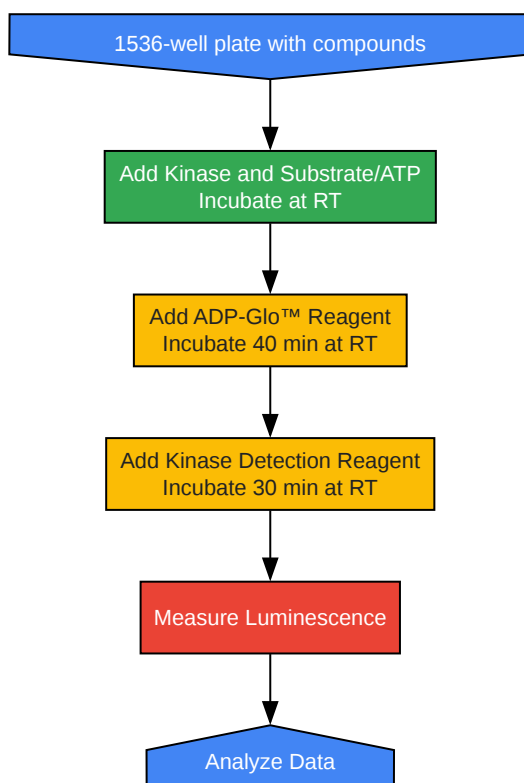 1536-well plate with compounds
Add Kinase and Substrate/ATP
Incubate at RT
Add ADP-Glo™ Reagent
Incubate 40 min at RT
Add Kinase Detection Reagent
Incubate 30 min at RT
Measure Luminescence
Analyze Data